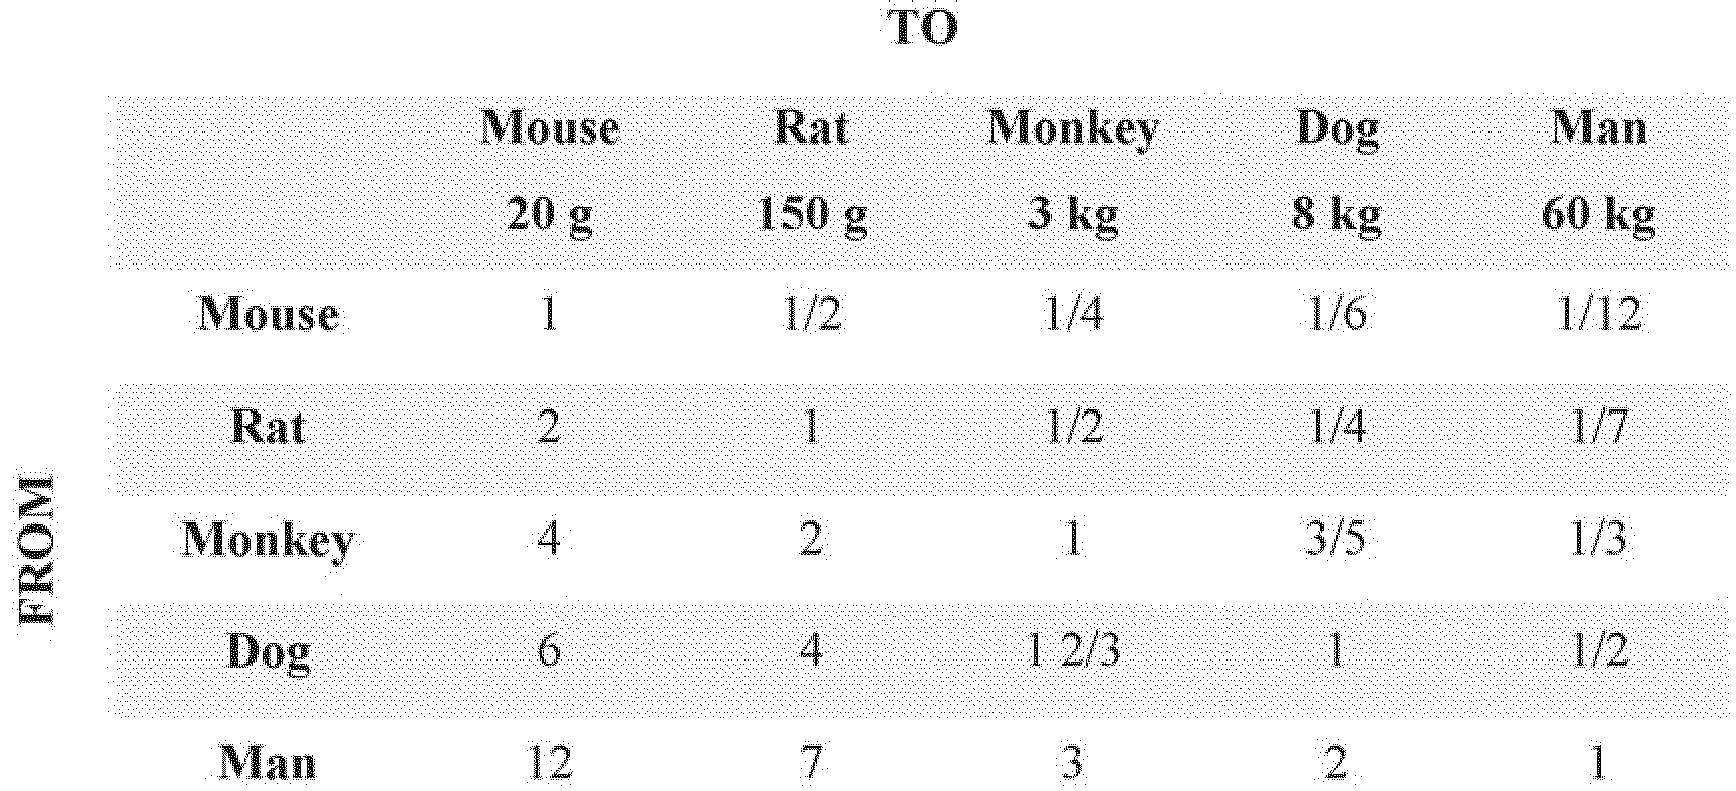 TO
Mouse Rat Monkey Dog Man
20 g 150 g 3 kg 8 kg 60 kg
Mouse 1 1/2 1/4 1/6 1/12
Rat 2 1 1/2 1/4 1/7
FROM
Monkey 4 2 1 3/5 1/3
Dog 6 4 1 2/3 1 1/2
Man 12 7 3 2 1